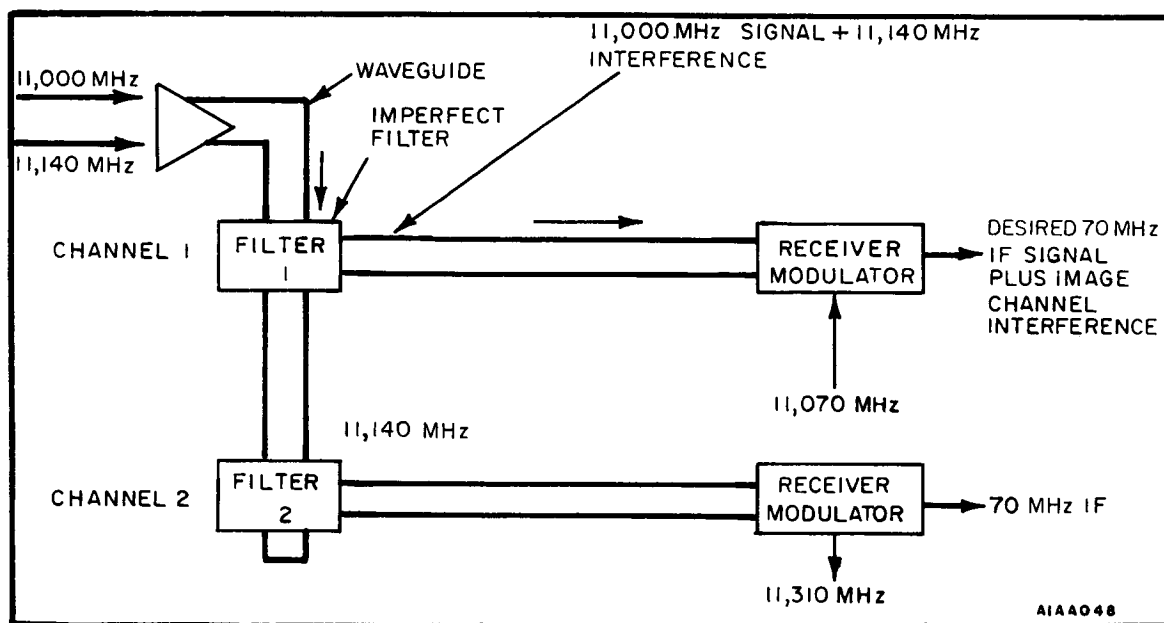 11,000 MHz SIGNAL + 11,140 MHz
INTERFERENCE
11,000 MHz
WAVEGUIDE
IMPERFECT
FILTER
11,140 MHz
CHANNEL 1
FILTER
1
RECEIVER
MODULATOR
DESIRED 70 MHz
IF SIGNAL
PLUS IMAGE
CHANNEL
INTERFERENCE
11,070 MHz
11,140 MHz
CHANNEL 2
FILTER
2
RECEIVER
MODULATOR
70 MHz IF
11,310 MHz
AIAA048